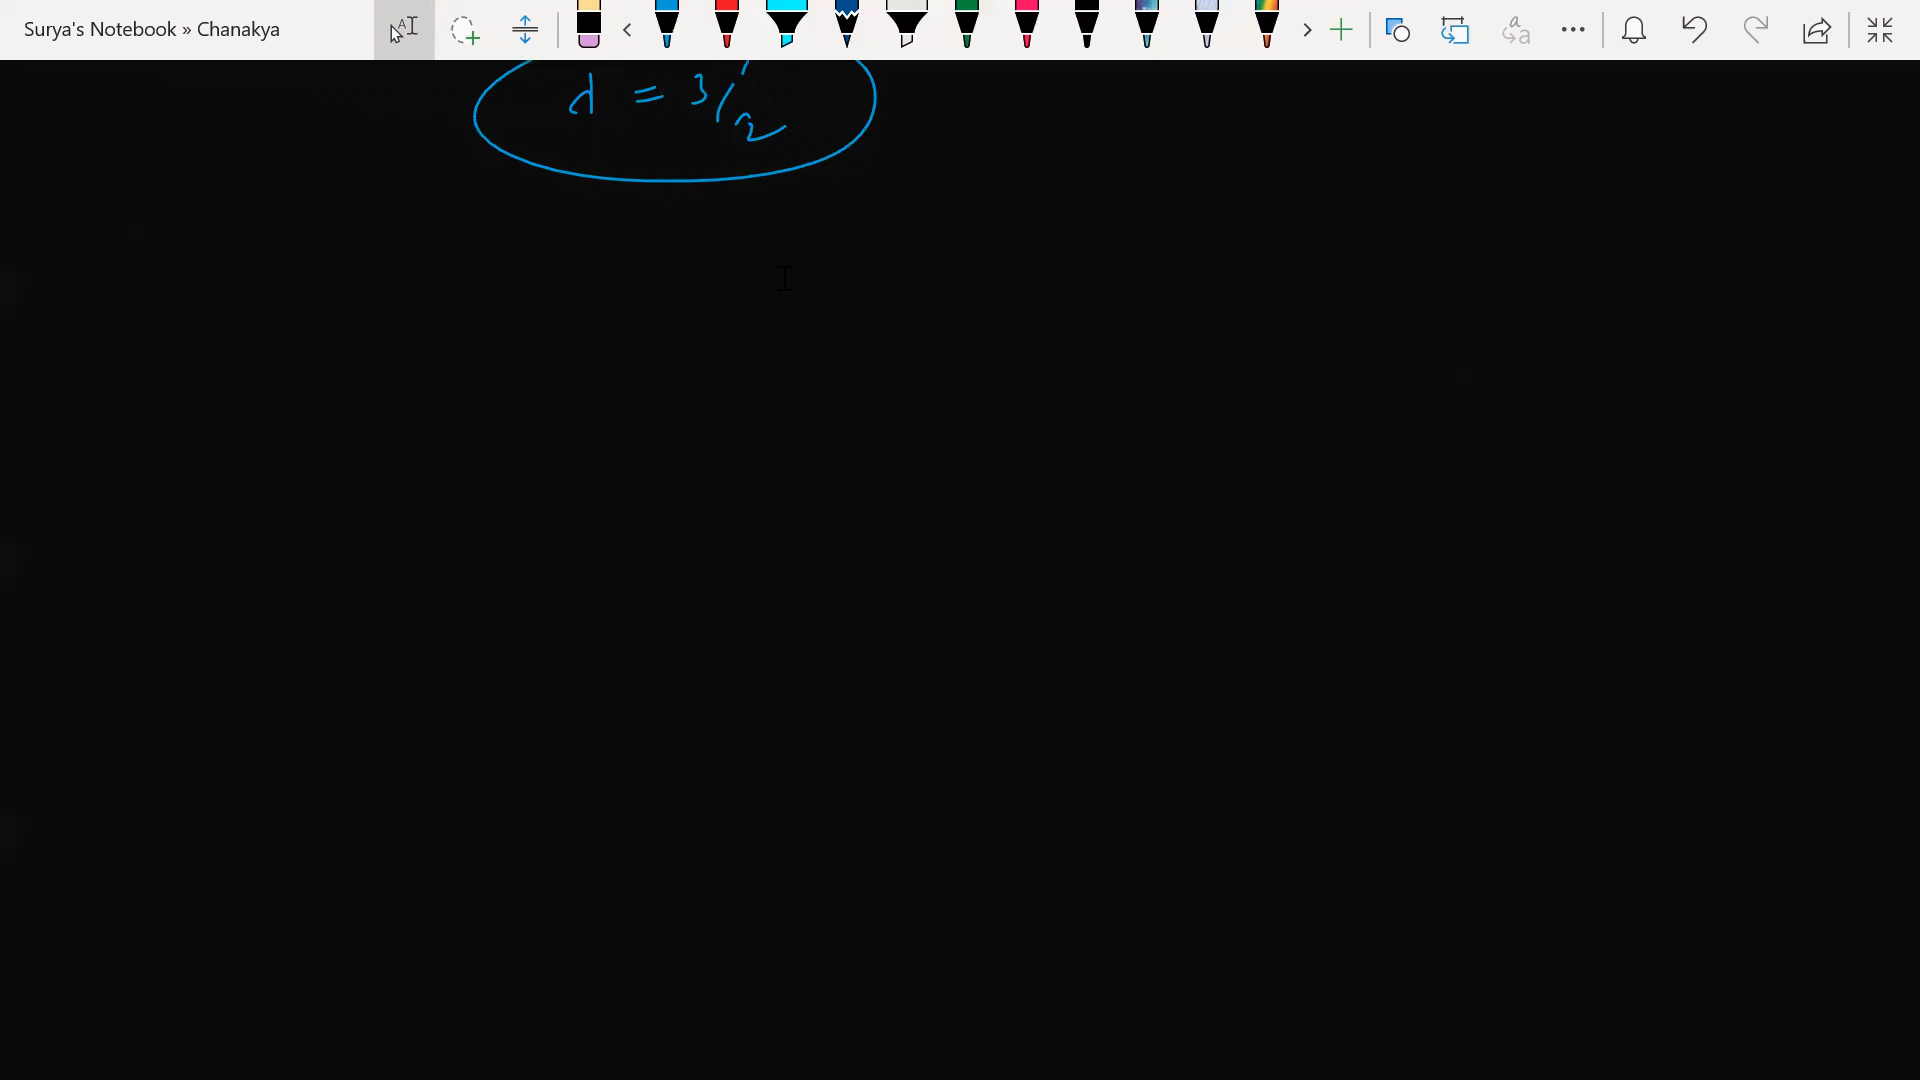 Surya's Notebook » Chanakya
d = 3/2